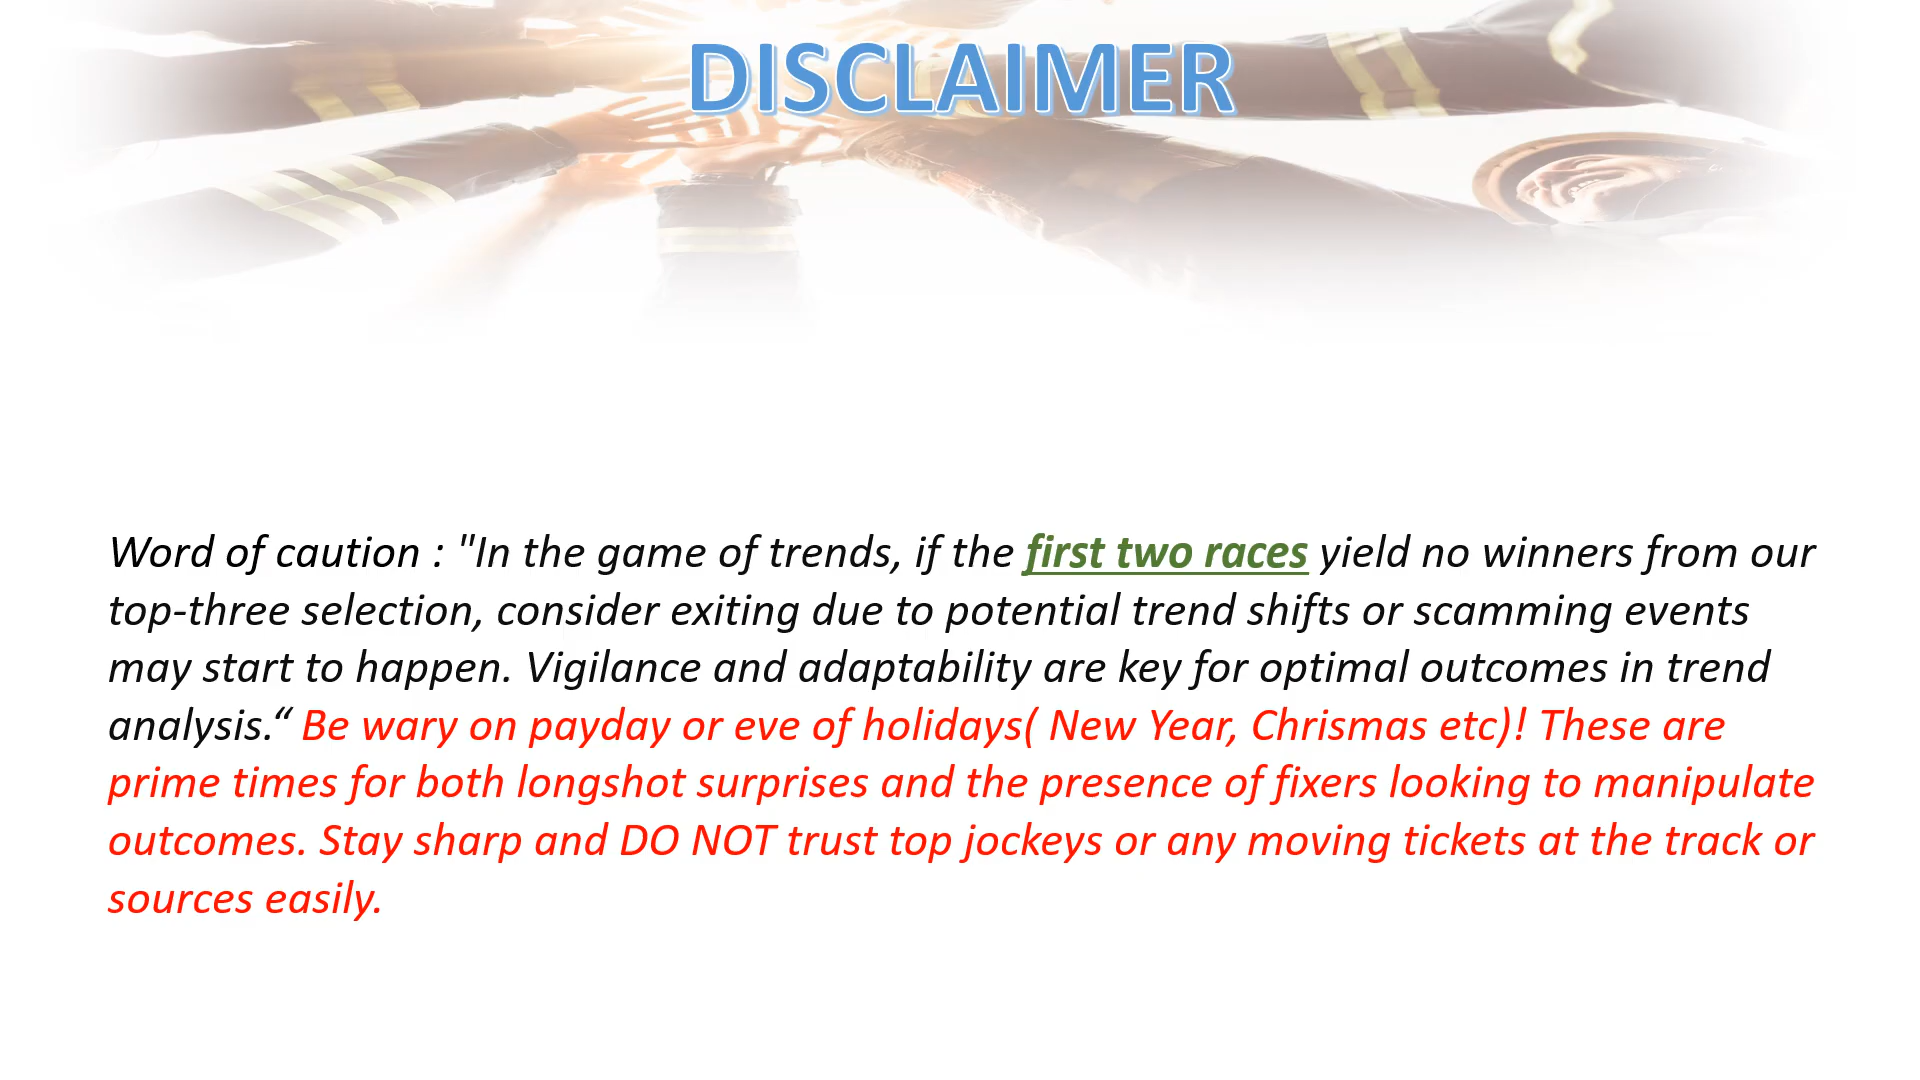 DISCLAIMER
Word of caution : "In the game of trends, if the first two races yield no winners from our
top-three selection, consider exiting due to potential trend shifts or scamming events
may start to happen. Vigilance and adaptability are key for optimal outcomes in trend
analysis.“ Be wary on payday or eve of holidays( New Year, Chrismas etc)! These are
prime times for both longshot surprises and the presence of fixers looking to manipulate
outcomes. Stay sharp and DO NOT trust top jockeys or any moving tickets at the track or
sources easily.